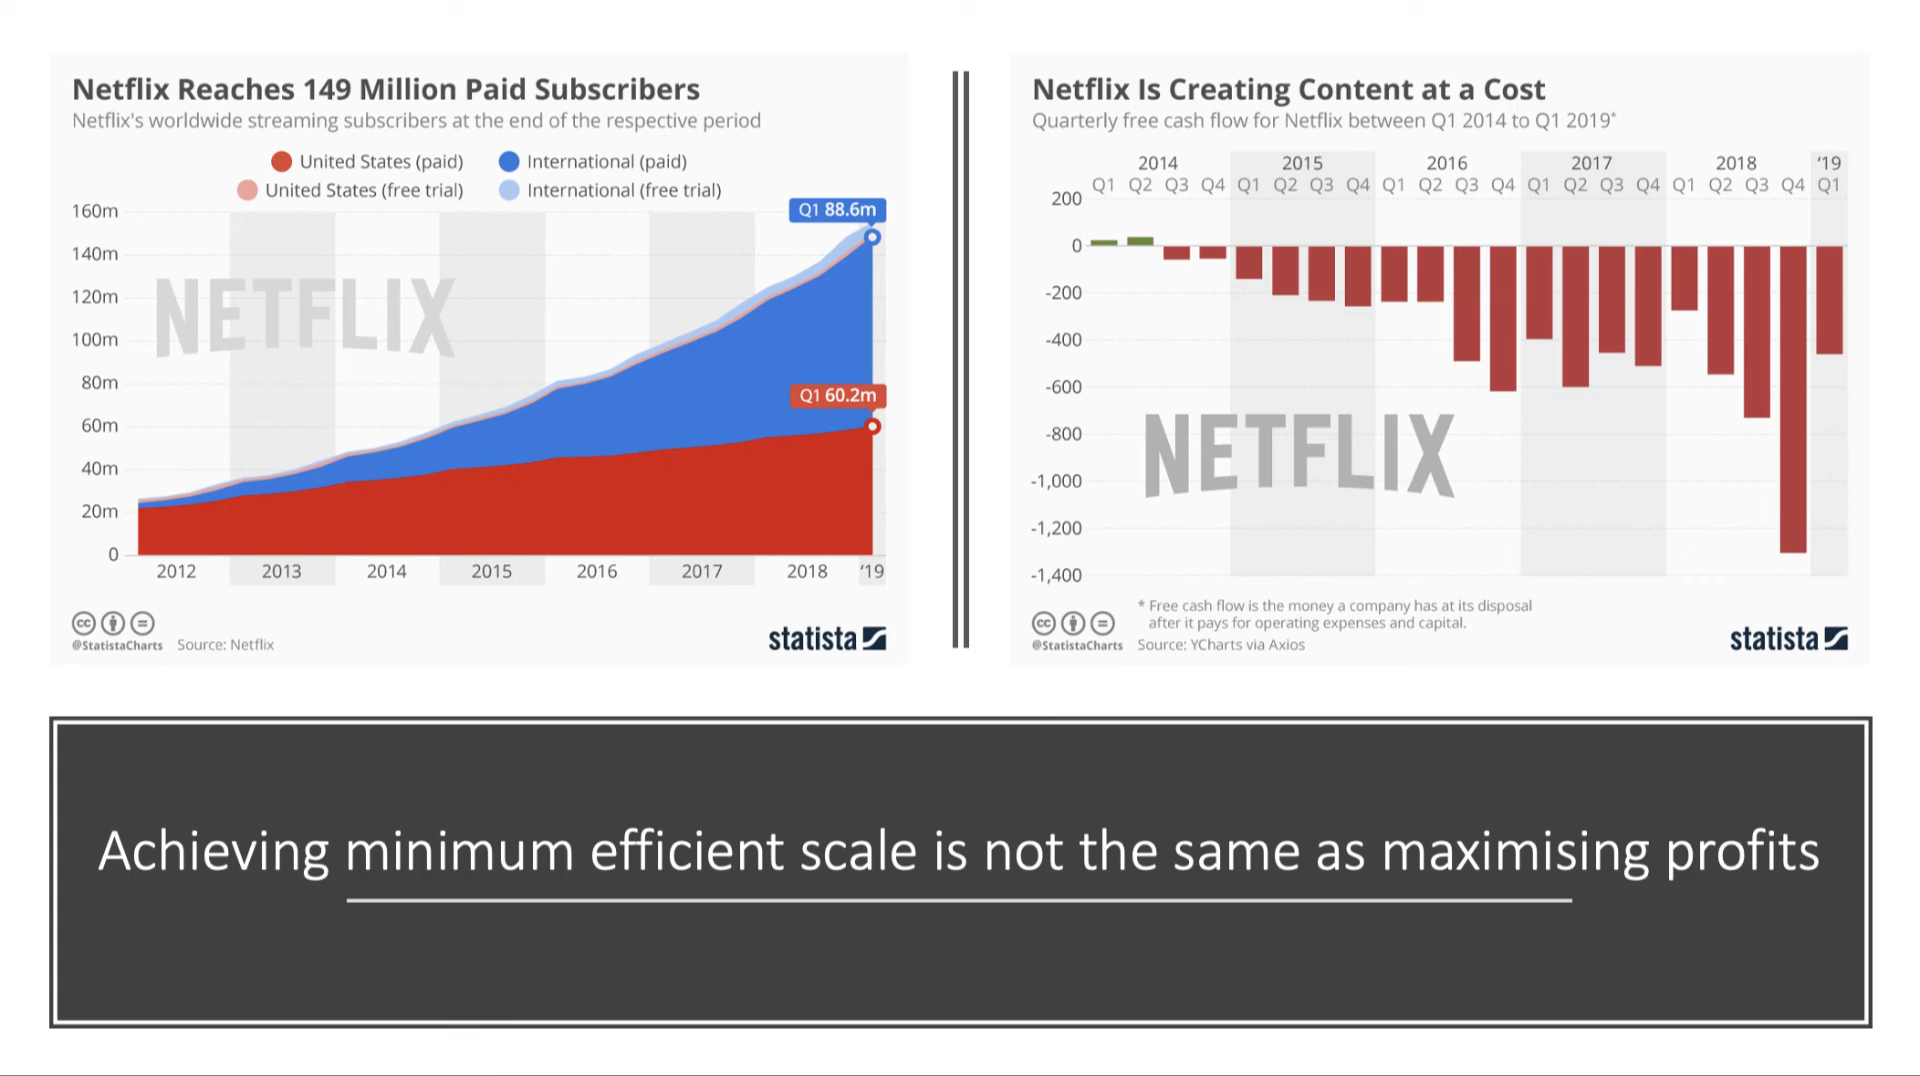 Netflix Reaches 149 Million Paid Subscribers
Netflix's worldwide streaming subscribers at the end of the respective period
United States (paid)
International (paid)
United States (free trial)
International (free trial)
160m
140m
120m
100m
80m
60m
40m
20m
0
NETFLIX
Q1 88.6m
Q1 60.2m
2012 2013 2014 2015 2016 2017 2018 '19
cc
@StatistaCharts Source: Netflix
statista
Netflix Is Creating Content at a Cost
Quarterly free cash flow for Netflix between Q1 2014 to Q1 2019*
2014 2015 2016 2017 2018 '19
Q1 Q2 Q3 Q4 Q1 Q2 Q3 Q4 Q1 Q2 Q3 Q4 Q1 Q2 Q3 Q4 Q1 Q2 Q3 Q4 Q1
200
0
-200
-400
-600
-800
-1,000
-1,200
-1,400
NETFLIX
* Free cash flow is the money a company has at its disposal
after it pays for operating expenses and capital.
cc
@StatistaCharts Source: YCharts via Axios
statista
Achieving minimum efficient scale is not the same as maximising profits